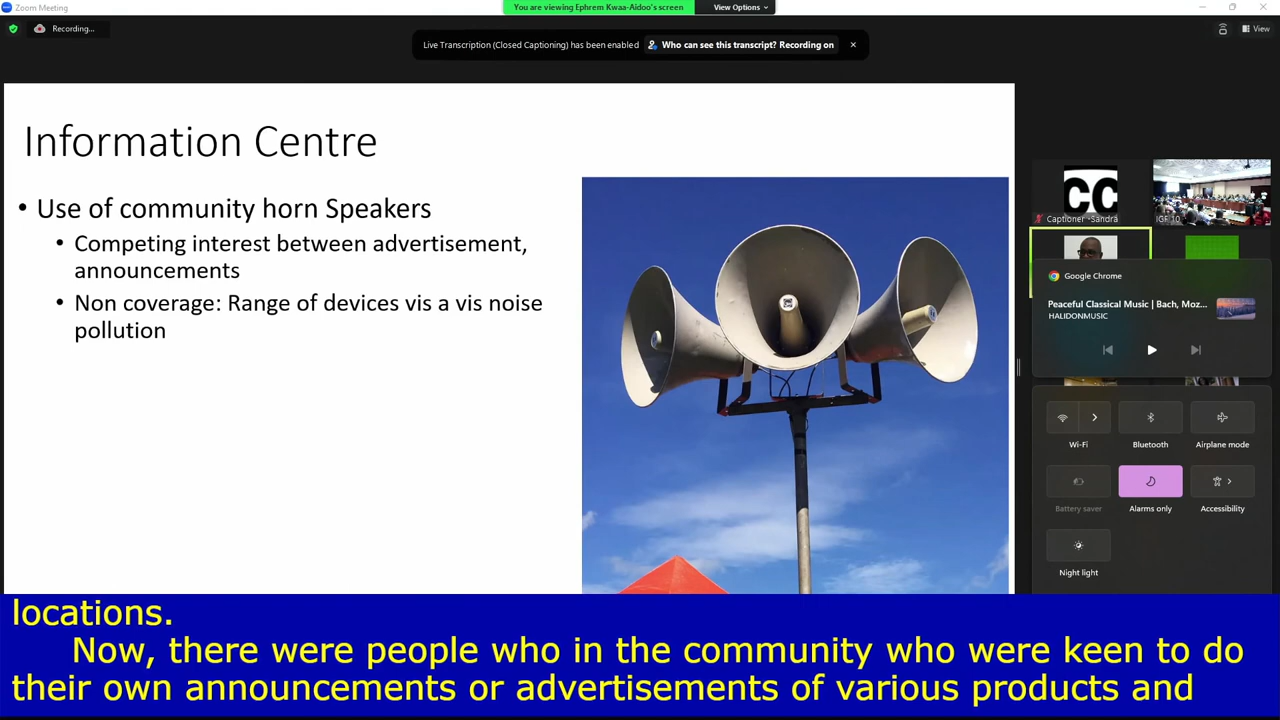 Zoom Meeting
You are viewing Ephrem Kwaa-Aidoo's screen
View Options
Recording...
View
Live Transcription (Closed Captioning) has been enabled
Who can see this transcript? Recording on
Information Centre
• Use of community horn Speakers
• Competing interest between advertisement,
announcements
• Non coverage: Range of devices vis a vis noise
pollution
CC
Captioner -Sandra
IGF 10
Google Chrome
Peaceful Classical Music | Bach, Moz...
HALIDONMUSIC
Wi-Fi
Bluetooth
Airplane mode
Battery saver
Alarms only
Accessibility
Night light
locations.
Now, there were people who in the community who were keen to do
their own announcements or advertisements of various products and